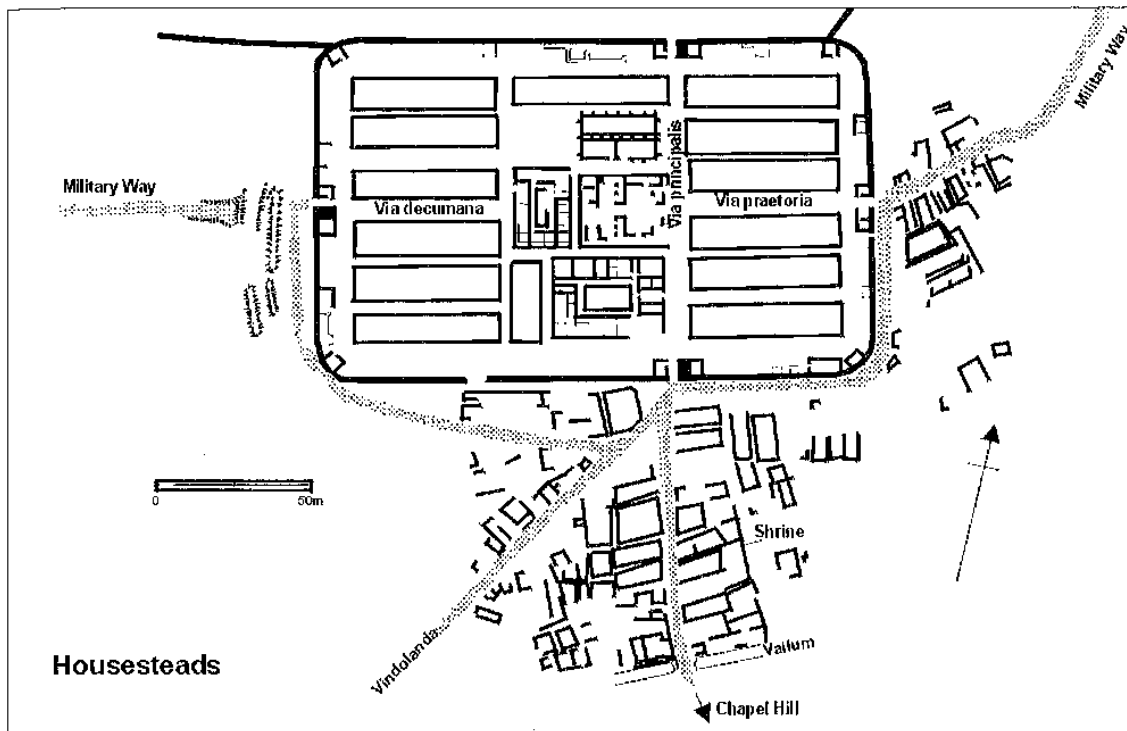 Military Way
Military Way
Via decumana
Via principalis
Via praetoria
0 50m
Shrine
Vallum
Vindolanda
Housesteads
Chapel Hill